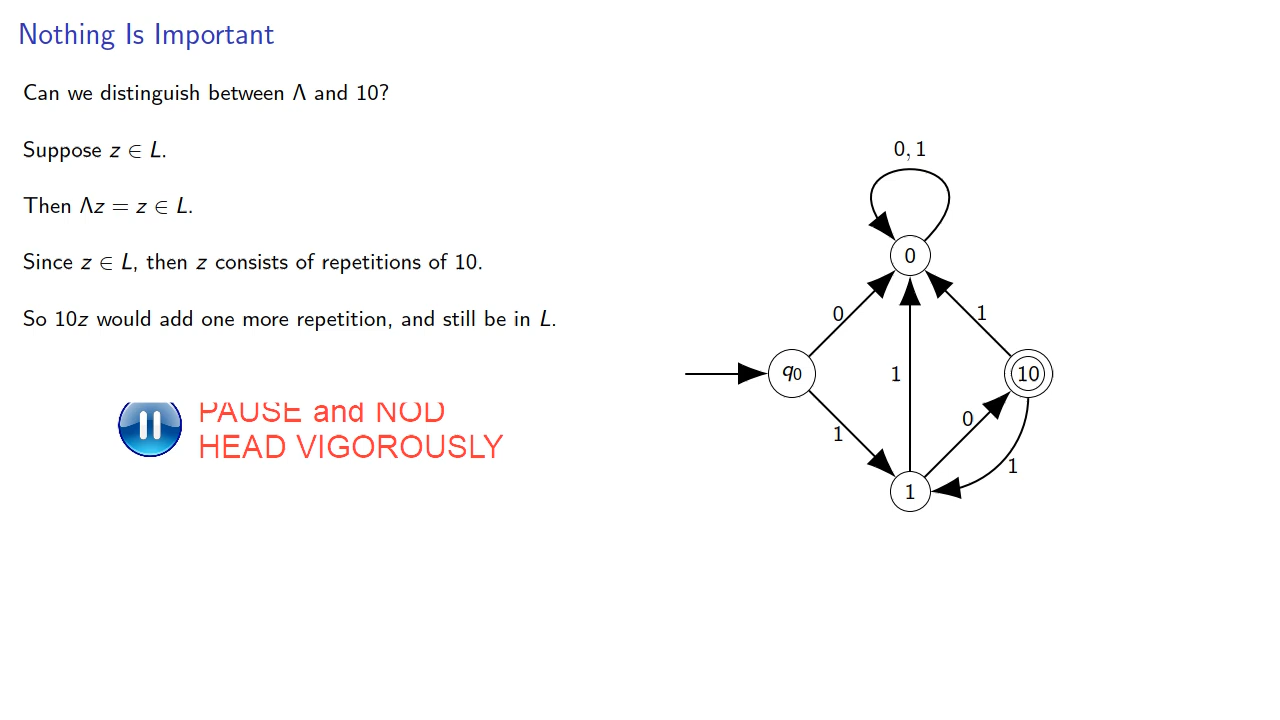 Nothing Is Important
Can we distinguish between Λ and 10?
Suppose z ∈ L.
Then Λz = z ∈ L.
Since z ∈ L, then z consists of repetitions of 10.
So 10z would add one more repetition, and still be in L.
PAUSE and NOD
HEAD VIGOROUSLY
0, 1
0
0
1
q0
1
10
1
0
1
1